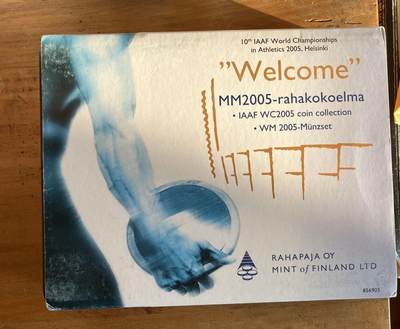 10th IAAF World Championships
in Athletics 2005, Helsinki
"Welcome"
MM2005-rahakokoelma
• IAAF WC2005 coin collection
• WM 2005-Münzset
RAHAPAJA OY
MINT of FINLAND LTD
856905